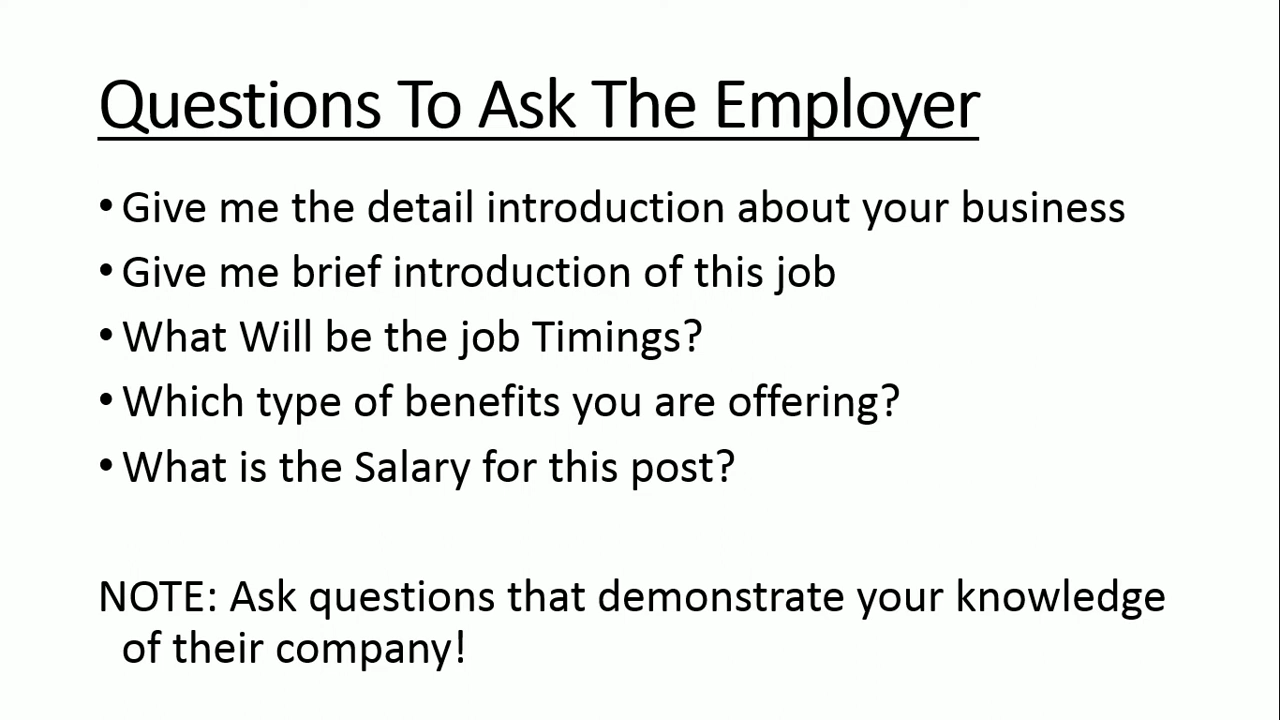 Questions To Ask The Employer
• Give me the detail introduction about your business
• Give me brief introduction of this job
• What Will be the job Timings?
• Which type of benefits you are offering?
• What is the Salary for this post?
NOTE: Ask questions that demonstrate your knowledge
of their company!